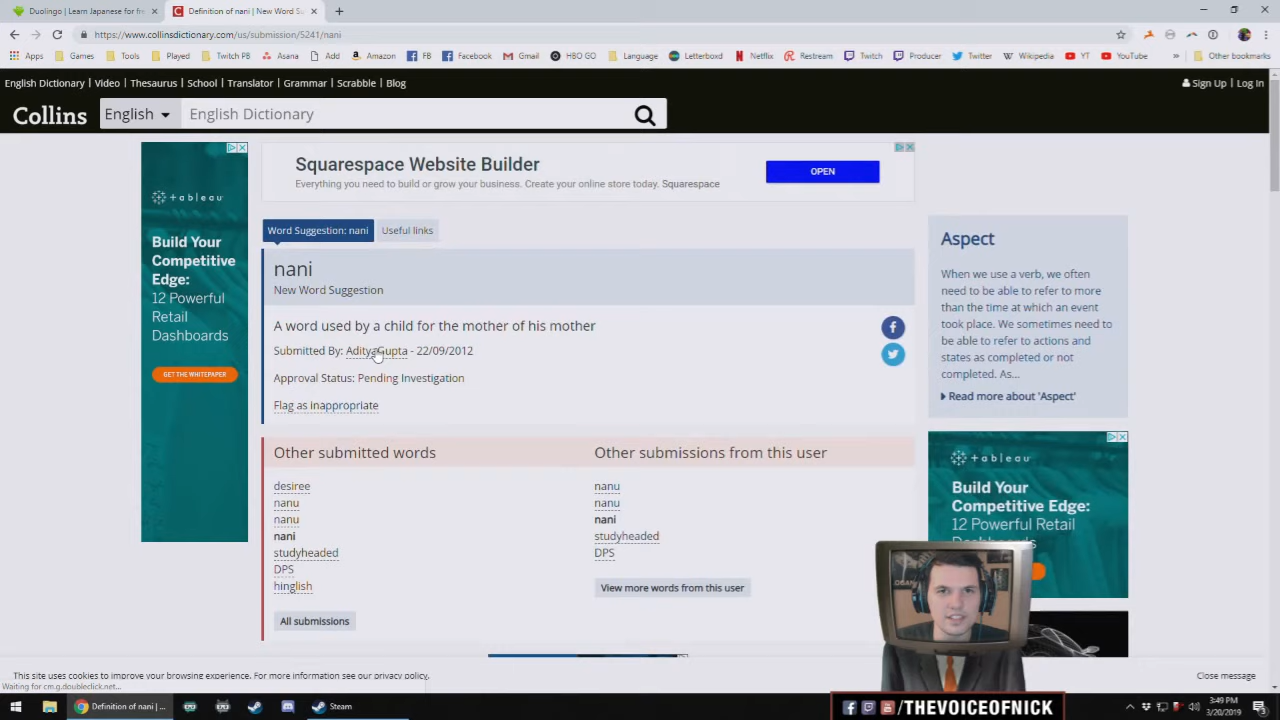 Duolingo | Learn Japanese for fr
Definition of nani | New Word Su
https://www.collinsdictionary.com/us/submission/5241/nani
Apps Games Tools Played Twitch PB Asana Add Amazon FB Facebook Gmail HBO GO Language Letterboxd Netflix Restream Twitch Producer Twitter Wikipedia YT YouTube » Other bookmarks
English Dictionary | Video | Thesaurus | School | Translator | Grammar | Scrabble | Blog
Sign Up | Log In
Collins English English Dictionary
Squarespace Website Builder
Everything you need to build or grow your business. Create your online store today. Squarespace
OPEN
+ableau
Build Your
Competitive
Edge:
12 Powerful
Retail
Dashboards
GET THE WHITEPAPER
Word Suggestion: nani
Useful links
nani
New Word Suggestion
A word used by a child for the mother of his mother
Submitted By: Aditya Gupta - 22/09/2012
Approval Status: Pending Investigation
Flag as inappropriate
Aspect
When we use a verb, we often
need to be able to refer to more
than the time at which an event
took place. We sometimes need
to be able to refer to actions and
states as completed or not
completed. As...
Read more about 'Aspect'
Other submitted words
desiree
nanu
nanu
nani
studyheaded
DPS
hinglish
All submissions
Other submissions from this user
nanu
nanu
nani
studyheaded
DPS
View more words from this user
+ableau
Build Your
Competitive Edge:
12 Powerful Retail
Dashboards
This site uses cookies to improve your browsing experience. For more information see our privacy policy.
Close message
Waiting for cm.g.doubleclick.net...
/THEVOICEOFNICK
Definition of nani | ...
Steam
3:49 PM
3/20/2019